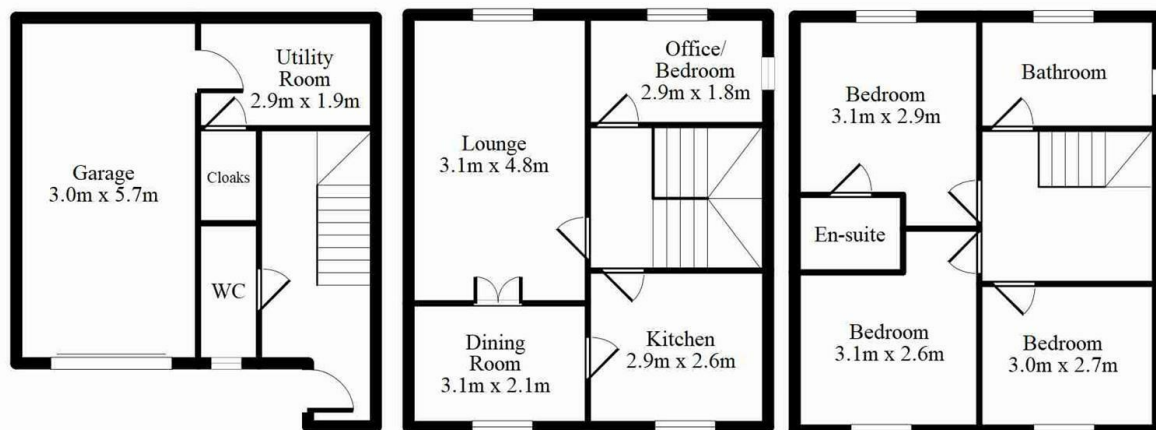 Utility
Room
2.9m x 1.9m
Garage
3.0m x 5.7m
Cloaks
WC
Office/
Bedroom
2.9m x 1.8m
Lounge
3.1m x 4.8m
Dining
Room
3.1m x 2.1m
Kitchen
2.9m x 2.6m
Bedroom
3.1m x 2.9m
Bathroom
En-suite
Bedroom
3.1m x 2.6m
Bedroom
3.0m x 2.7m